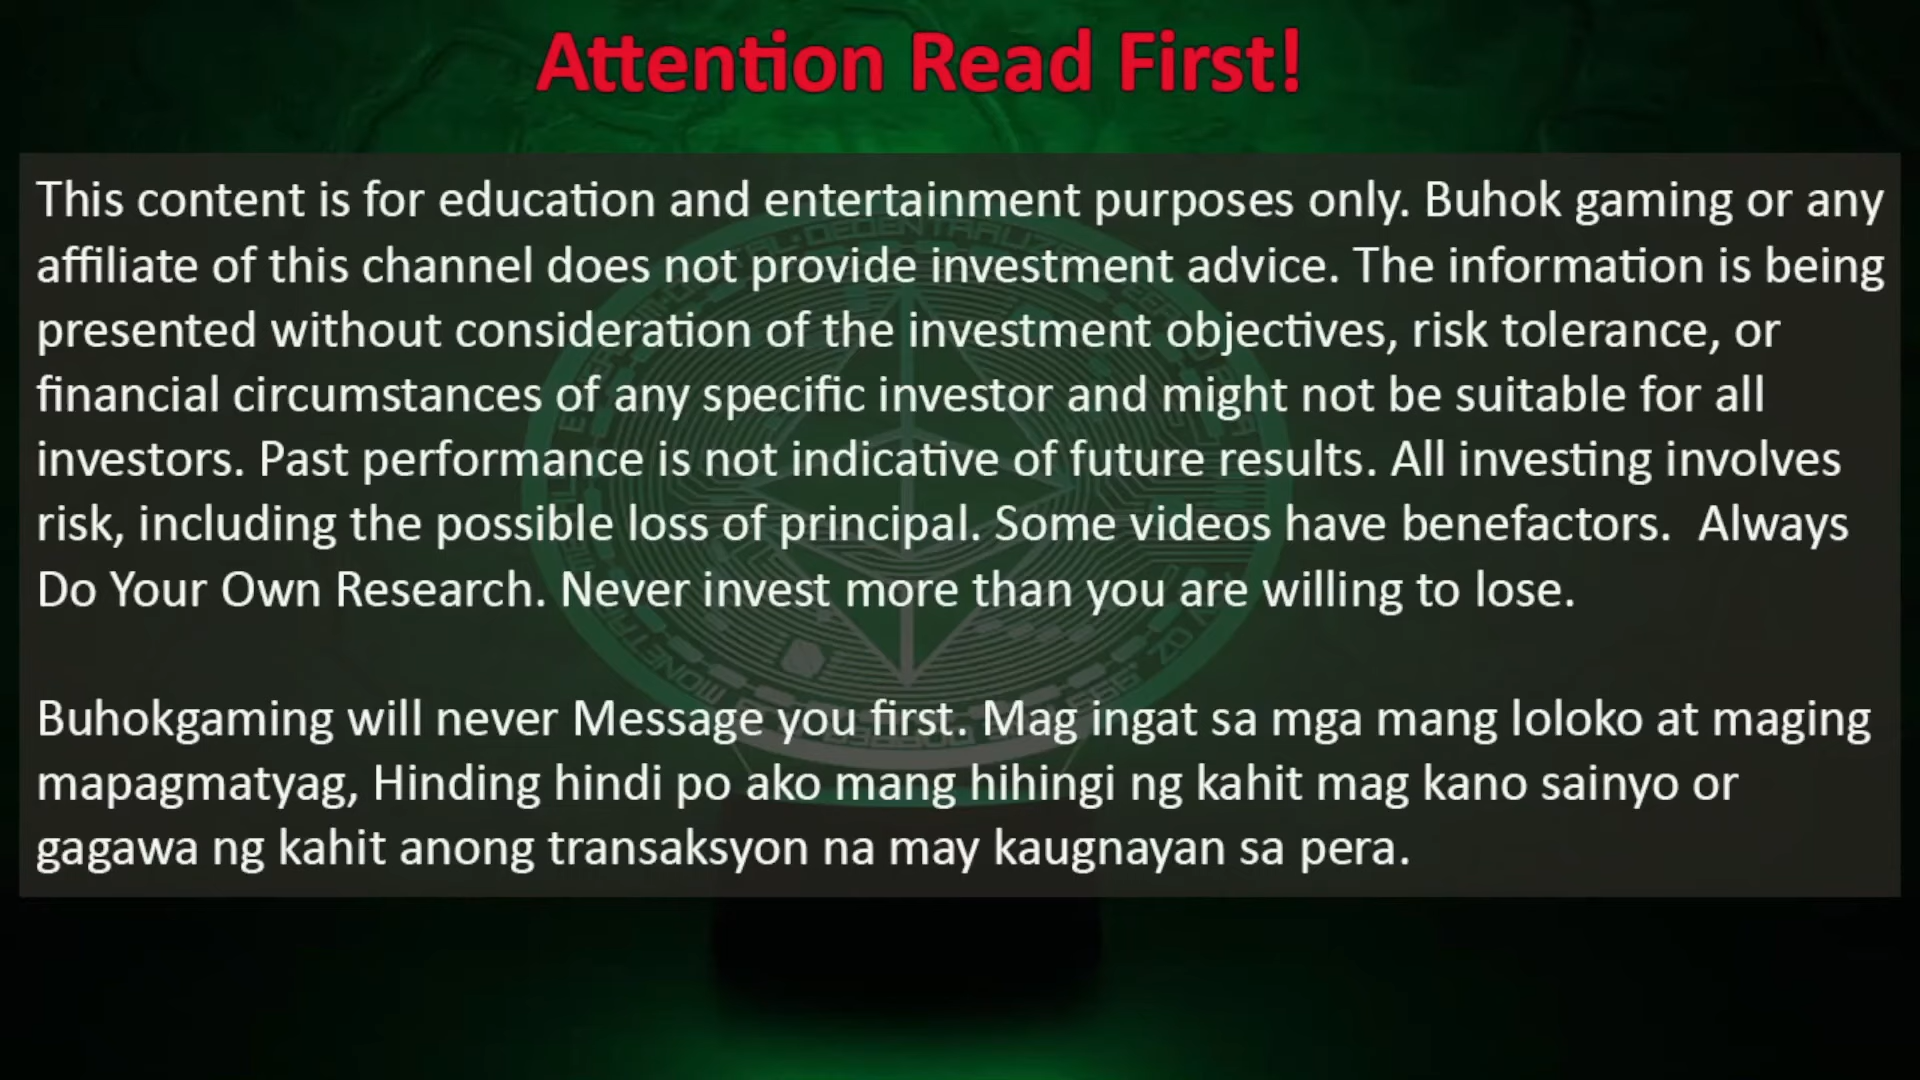 Attention Read First!
This content is for education and entertainment purposes only. Buhok gaming or any
affiliate of this channel does not provide investment advice. The information is being
presented without consideration of the investment objectives, risk tolerance, or
financial circumstances of any specific investor and might not be suitable for all
investors. Past performance is not indicative of future results. All investing involves
risk, including the possible loss of principal. Some videos have benefactors.  Always
Do Your Own Research. Never invest more than you are willing to lose.
Buhokgaming will never Message you first. Mag ingat sa mga mang loloko at maging
mapagmatyag, Hinding hindi po ako mang hihingi ng kahit mag kano sainyo or
gagawa ng kahit anong transaksyon na may kaugnayan sa pera.